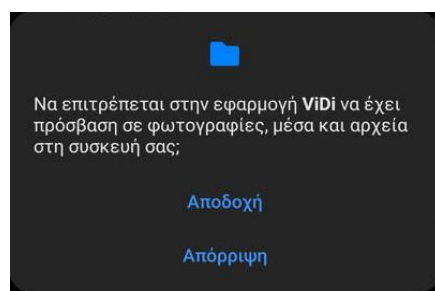 Να επιτρέπεται στην εφαρμογή ViDi να έχει
πρόσβαση σε φωτογραφίες, μέσα και αρχεία
στη συσκευή σας;
Αποδοχή
Απόρριψη